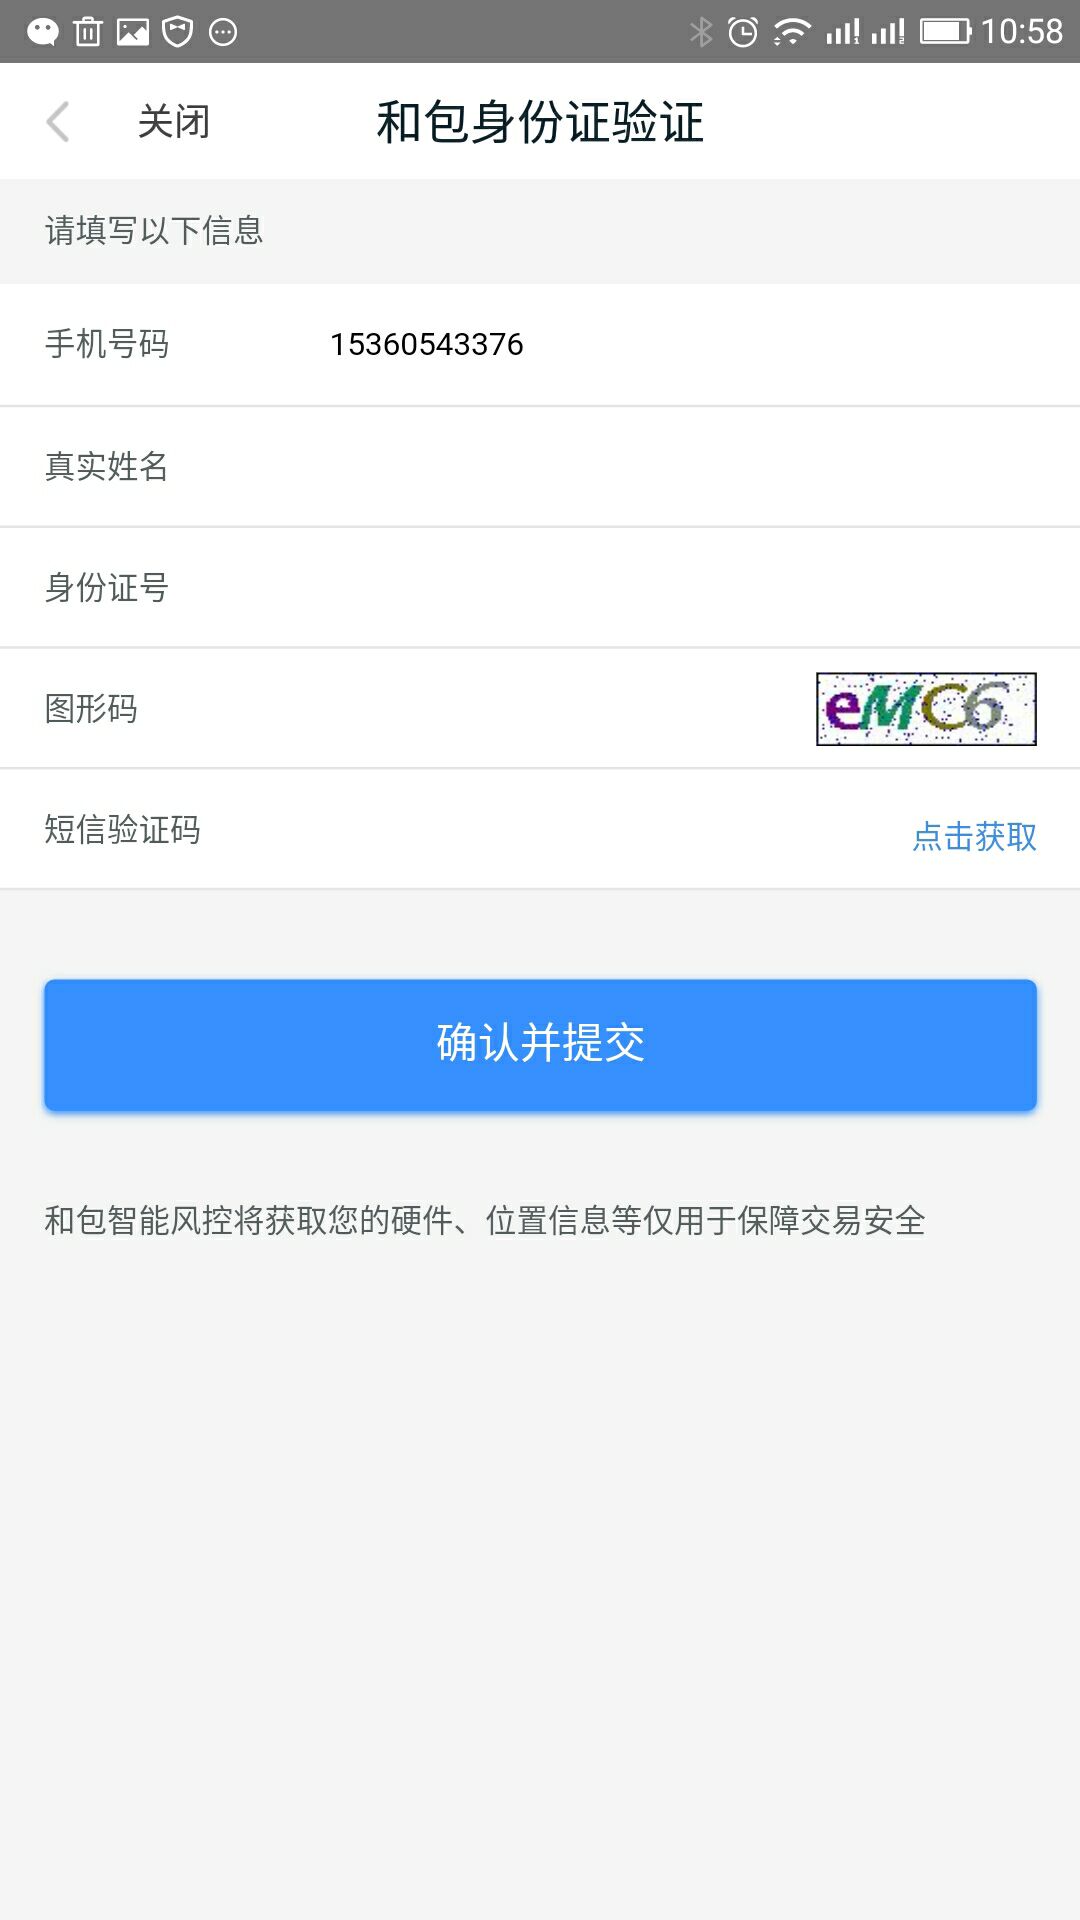 10:58
关闭
和包身份证验证
请填写以下信息
手机号码 15360543376
真实姓名
身份证号
图形码 eMC6
短信验证码 点击获取
确认并提交
和包智能风控将获取您的硬件、位置信息等仅用于保障交易安全